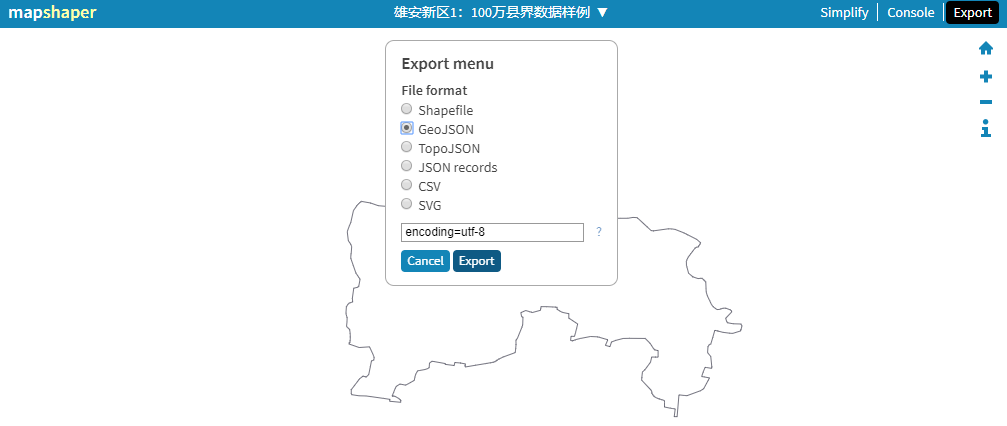 mapshaper
雄安新区1：100万县界数据样例 ▼
Simplify
Console
Export
Export menu
File format
Shapefile
GeoJSON
TopoJSON
JSON records
CSV
SVG
encoding=utf-8 ?
Cancel Export